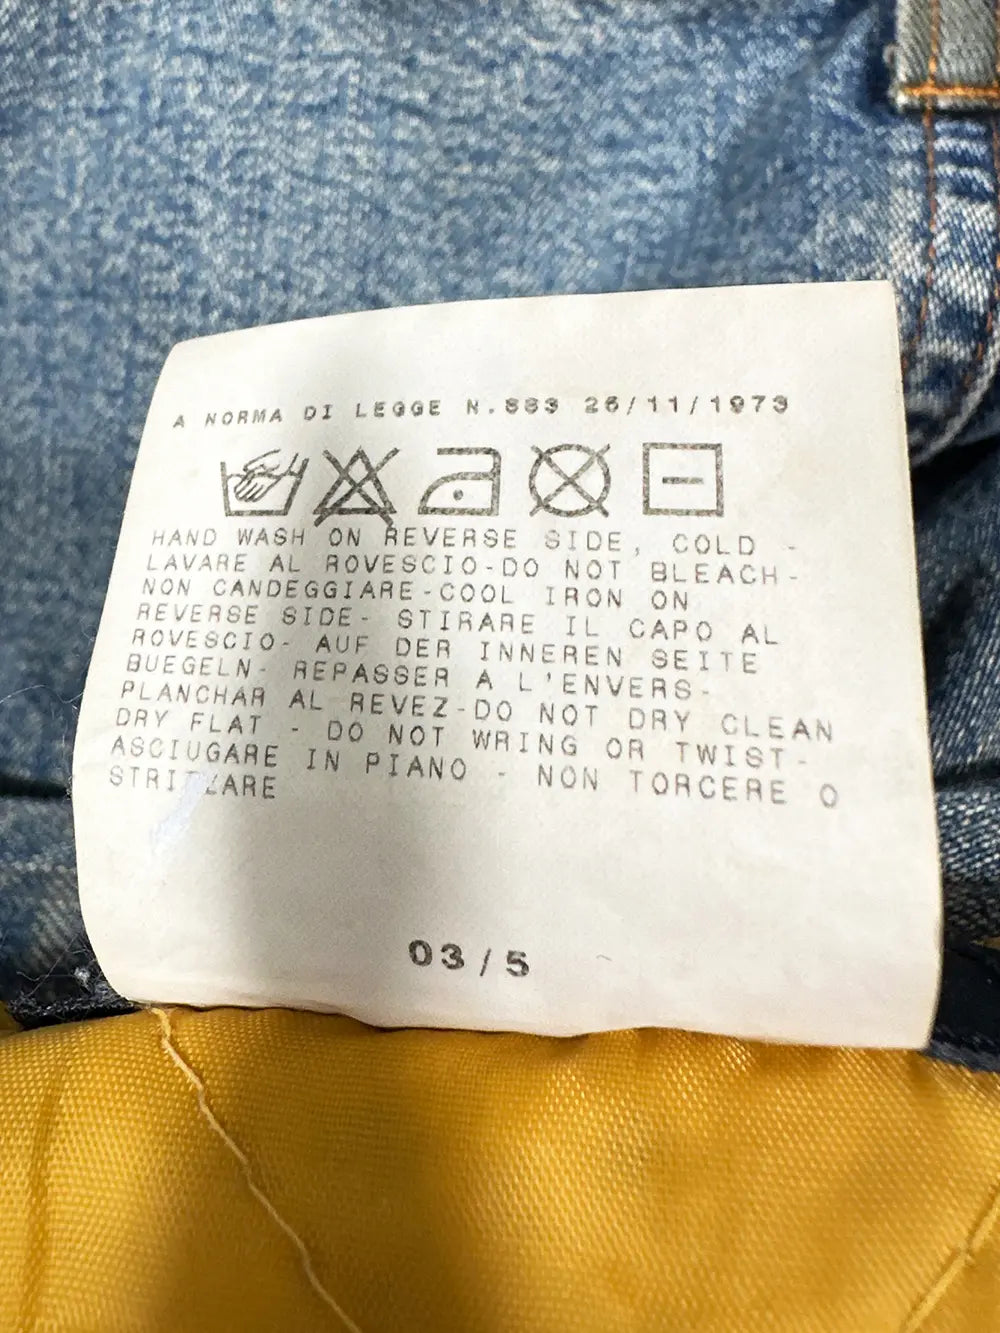 A NORMA DI LEGGE N.883 26/11/1973
HAND WASH ON REVERSE SIDE, COLD -
LAVARE AL ROVESCIO-DO NOT BLEACH-
NON CANDEGGIARE-COOL IRON ON
REVERSE SIDE- STIRARE IL CAPO AL
ROVESCIO- AUF DER INNEREN SEITE
BUEGELN- REPASSER A L'ENVERS-
PLANCHAR AL REVEZ-DO NOT DRY CLEAN
DRY FLAT - DO NOT WRING OR TWIST-
ASCIUGARE IN PIANO - NON TORCERE O
03/5